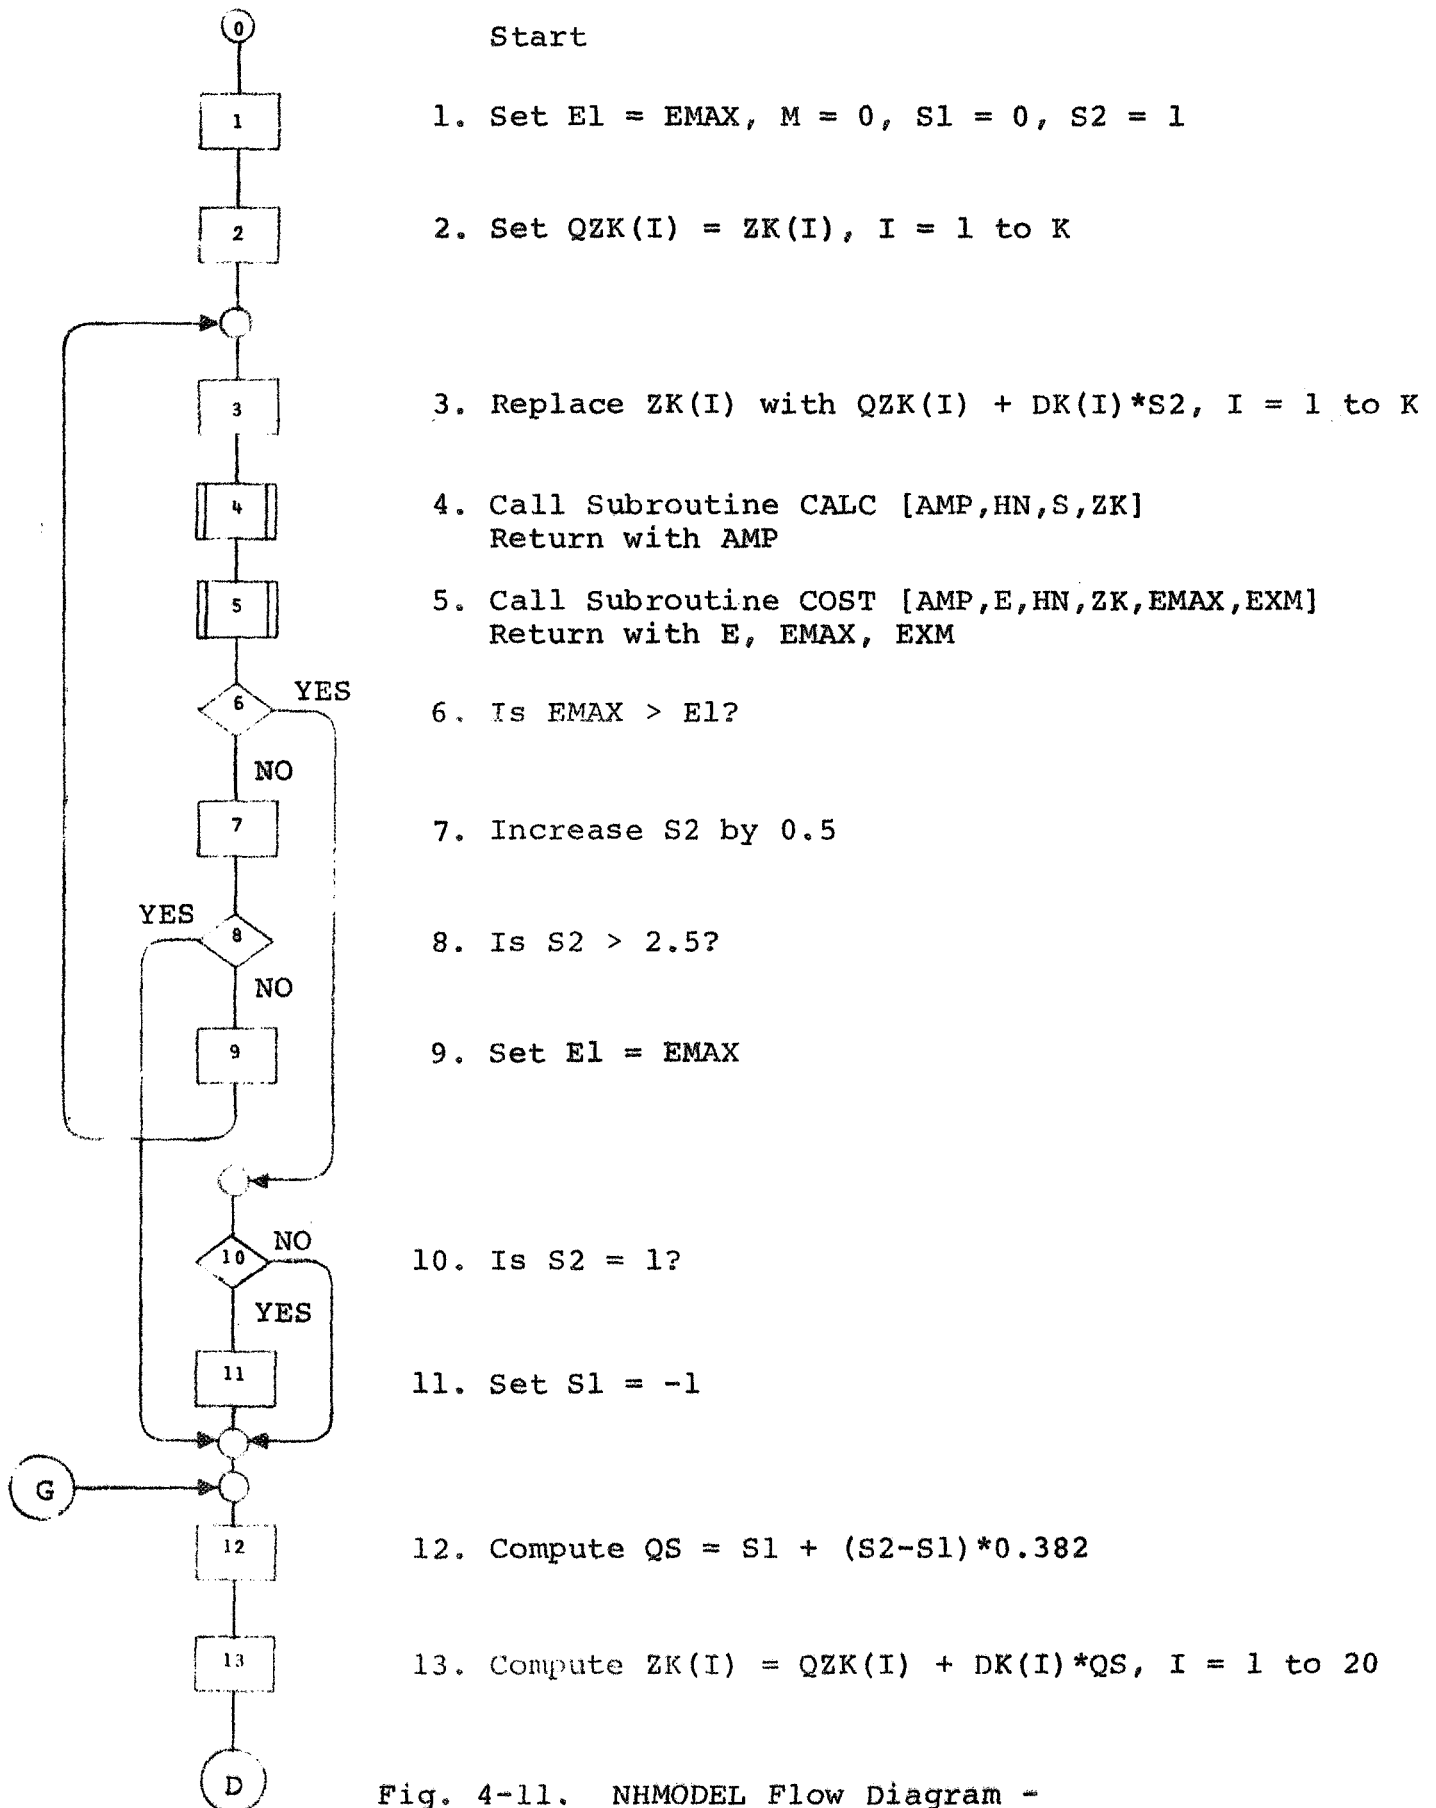 0 Start
1 1. Set E1 = EMAX, M = 0, S1 = 0, S2 = 1
2 2. Set QZK(I) = ZK(I), I = 1 to K
3 3. Replace ZK(I) with QZK(I) + DK(I)*S2, I = 1 to K
4 4. Call Subroutine CALC [AMP,HN,S,ZK]
Return with AMP
5 5. Call Subroutine COST [AMP,E,HN,ZK,EMAX,EXM]
Return with E, EMAX, EXM
YES
6 6. Is EMAX > E1?
NO
7 7. Increase S2 by 0.5
YES
8 8. Is S2 > 2.5?
NO
9 9. Set E1 = EMAX
NO
10 10. Is S2 = 1?
YES
11 11. Set S1 = -1
G
12 12. Compute QS = S1 + (S2-S1)*0.382
13 13. Compute ZK(I) = QZK(I) + DK(I)*QS, I = 1 to 20
D
Fig. 4-11. NHMODEL Flow Diagram -